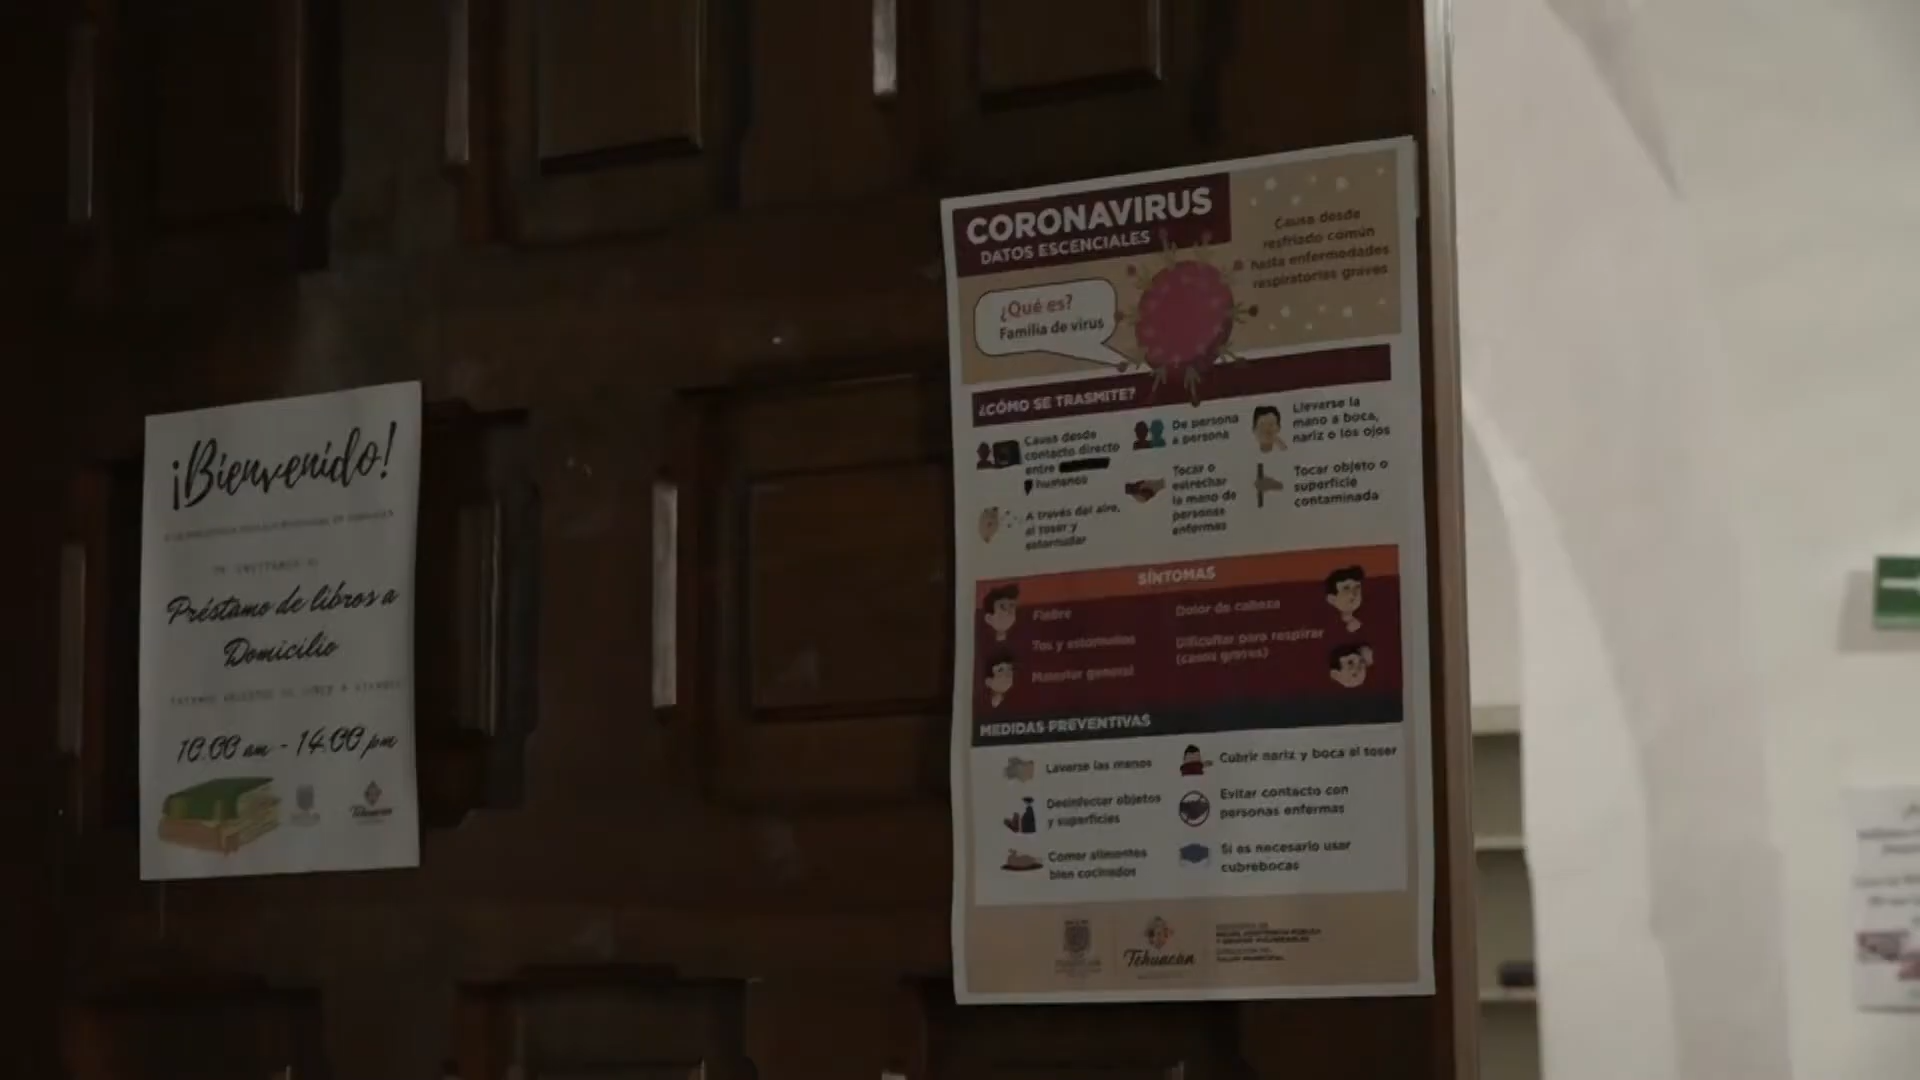 ¡Bienvenido!
Préstamo de libros a
Domicilio
10:00 am - 14:00 pm
Tehuacán
CORONAVIRUS
DATOS ESCENCIALES
Causa desde
resfriado común
hasta enfermedades
respiratorias graves
¿Qué es?
Familia de virus
¿CÓMO SE TRASMITE?
Causa desde
contacto directo
entre
humanos
De persona
a persona
Llevarse la
mano a boca,
nariz o los ojos
A través del aire,
al toser y
estornudar
Tocar o
estrechar
la mano de
personas
enfermas
Tocar objeto o
superficie
contaminada
SÍNTOMAS
Fiebre
Tos y estornudos
Malestar general
Dolor de cabeza
Dificultar para respirar
(casos graves)
MEDIDAS PREVENTIVAS
Lavarse las manos
Desinfectar objetos
y superficies
Comer alimentos
bien cocinados
Cubrir nariz y boca al toser
Evitar contacto con
personas enfermas
Si es necesario usar
cubrebocas
Tehuacán